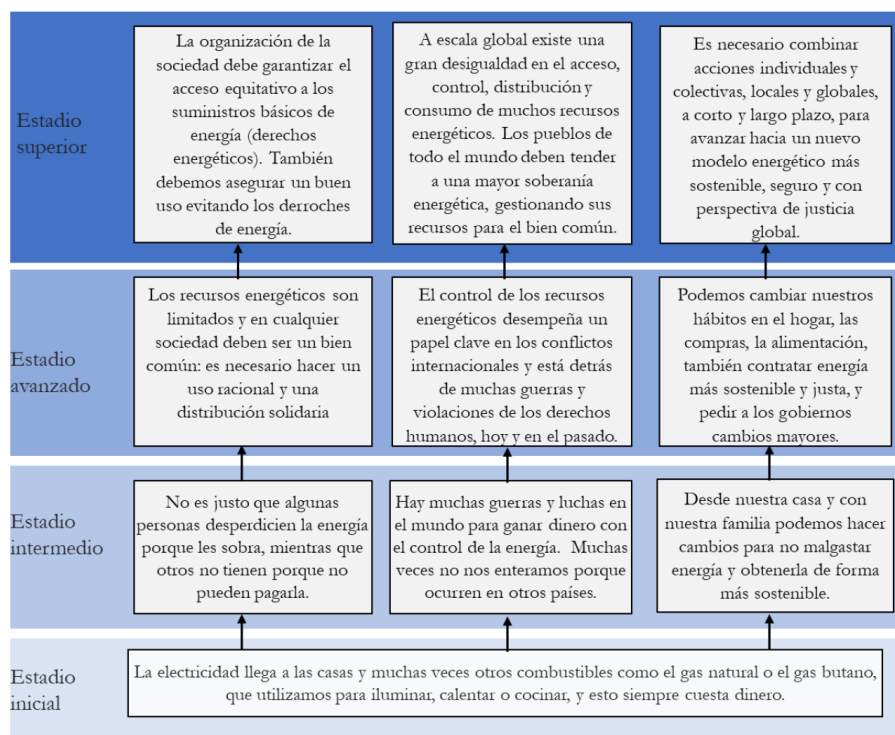 Estadio
superior
La organización de la
sociedad debe garantizar el
acceso equitativo a los
suministros básicos de
energía (derechos
energéticos). También
debemos asegurar un buen
uso evitando los derroches
de energía.
A escala global existe una
gran desigualdad en el acceso,
control, distribución y
consumo de muchos recursos
energéticos. Los pueblos de
todo el mundo deben tender
a una mayor soberanía
energética, gestionando sus
recursos para el bien común.
Es necesario combinar
acciones individuales y
colectivas, locales y globales,
a corto y largo plazo, para
avanzar hacia un nuevo
modelo energético más
sostenible, seguro y con
perspectiva de justicia
global.
Estadio
avanzado
Los recursos energéticos son
limitados y en cualquier
sociedad deben ser un bien
común: es necesario hacer un
uso racional y una
distribución solidaria
El control de los recursos
energéticos desempeña un
papel clave en los conflictos
internacionales y está detrás
de muchas guerras y
violaciones de los derechos
humanos, hoy y en el pasado.
Podemos cambiar nuestros
hábitos en el hogar, las
compras, la alimentación,
también contratar energía
más sostenible y justa, y
pedir a los gobiernos
cambios mayores.
Estadio
intermedio
No es justo que algunas
personas desperdicien la energía
porque les sobra, mientras que
otros no tienen porque no
pueden pagarla.
Hay muchas guerras y luchas en
el mundo para ganar dinero con
el control de la energía. Muchas
veces no nos enteramos porque
ocurren en otros países.
Desde nuestra casa y con
nuestra familia podemos hacer
cambios para no malgastar
energía y obtenerla de forma
más sostenible.
Estadio
inicial
La electricidad llega a las casas y muchas veces otros combustibles como el gas natural o el gas butano,
que utilizamos para iluminar, calentar o cocinar, y esto siempre cuesta dinero.